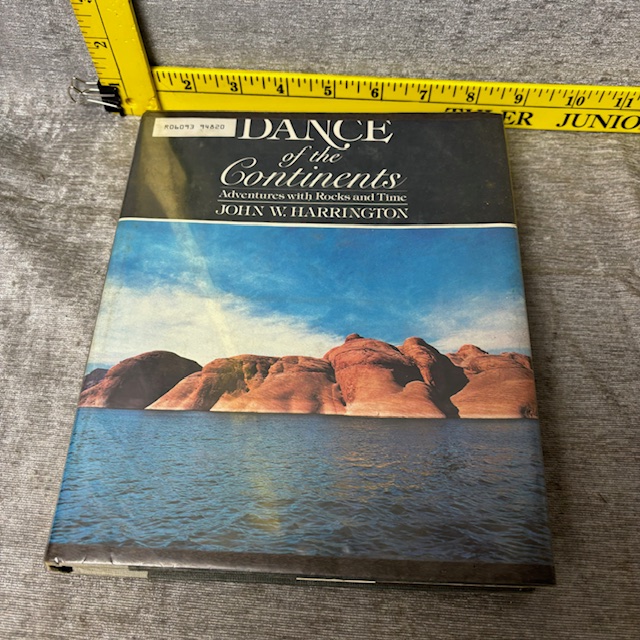 2 3 4 5 6 7 8 9 10 11
TYLER JUNIO
R06093 94820
DANCE
of the
Continents
Adventures with Rocks and Time
JOHN W. HARRINGTON